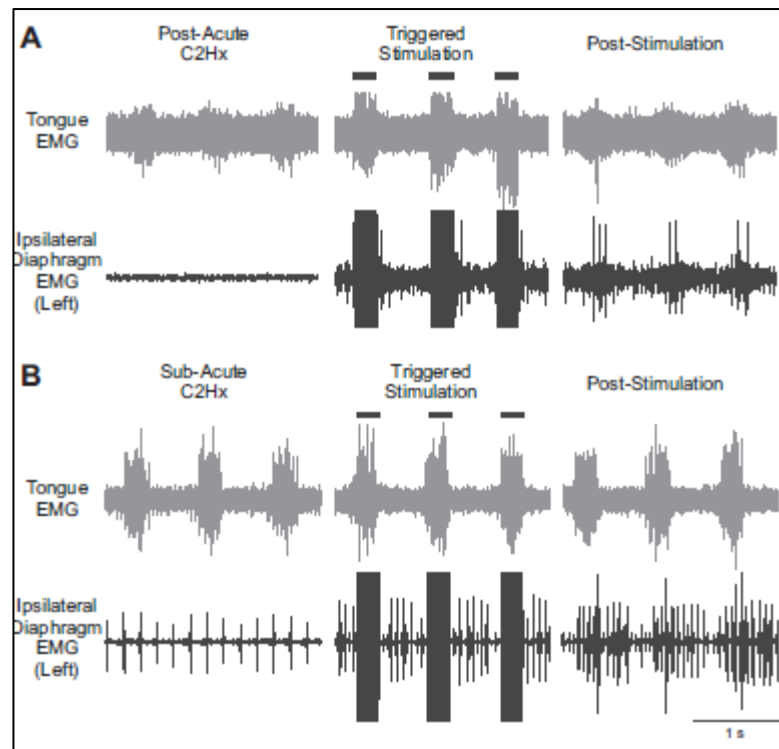 A
Post-Acute
C2Hx
Triggered
Stimulation
Post-Stimulation
Tongue
EMG
Ipsilateral
Diaphragm
EMG
(Left)
B
Sub-Acute
C2Hx
Triggered
Stimulation
Post-Stimulation
Tongue
EMG
Ipsilateral
Diaphragm
EMG
(Left)
1 s